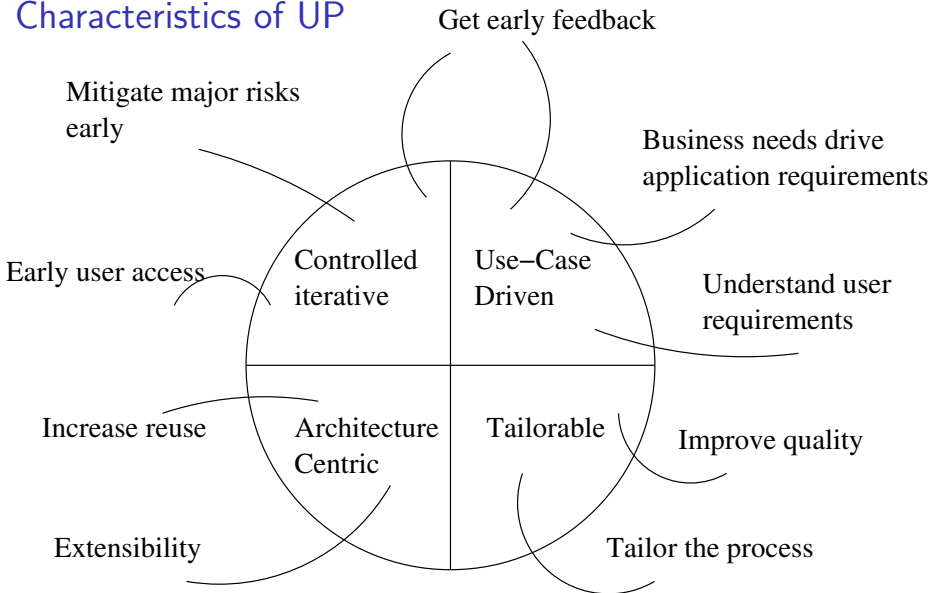 Characteristics of UP
Get early feedback
Mitigate major risks
early
Business needs drive
application requirements
Controlled
iterative
Use−Case
Driven
Early user access
Understand user
requirements
Increase reuse
Architecture
Centric
Tailorable
Improve quality
Extensibility
Tailor the process